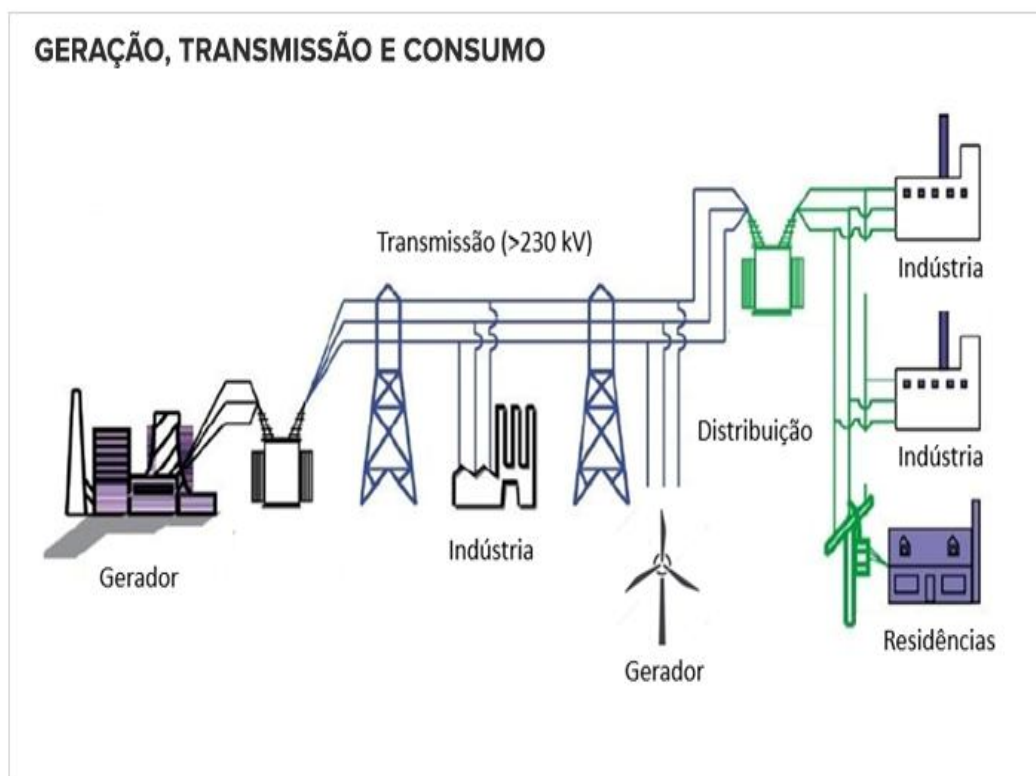 GERAÇÃO, TRANSMISSÃO E CONSUMO
Transmissão (>230 kV)
Indústria
Distribuição
Indústria
Indústria
Gerador
Residências
Gerador